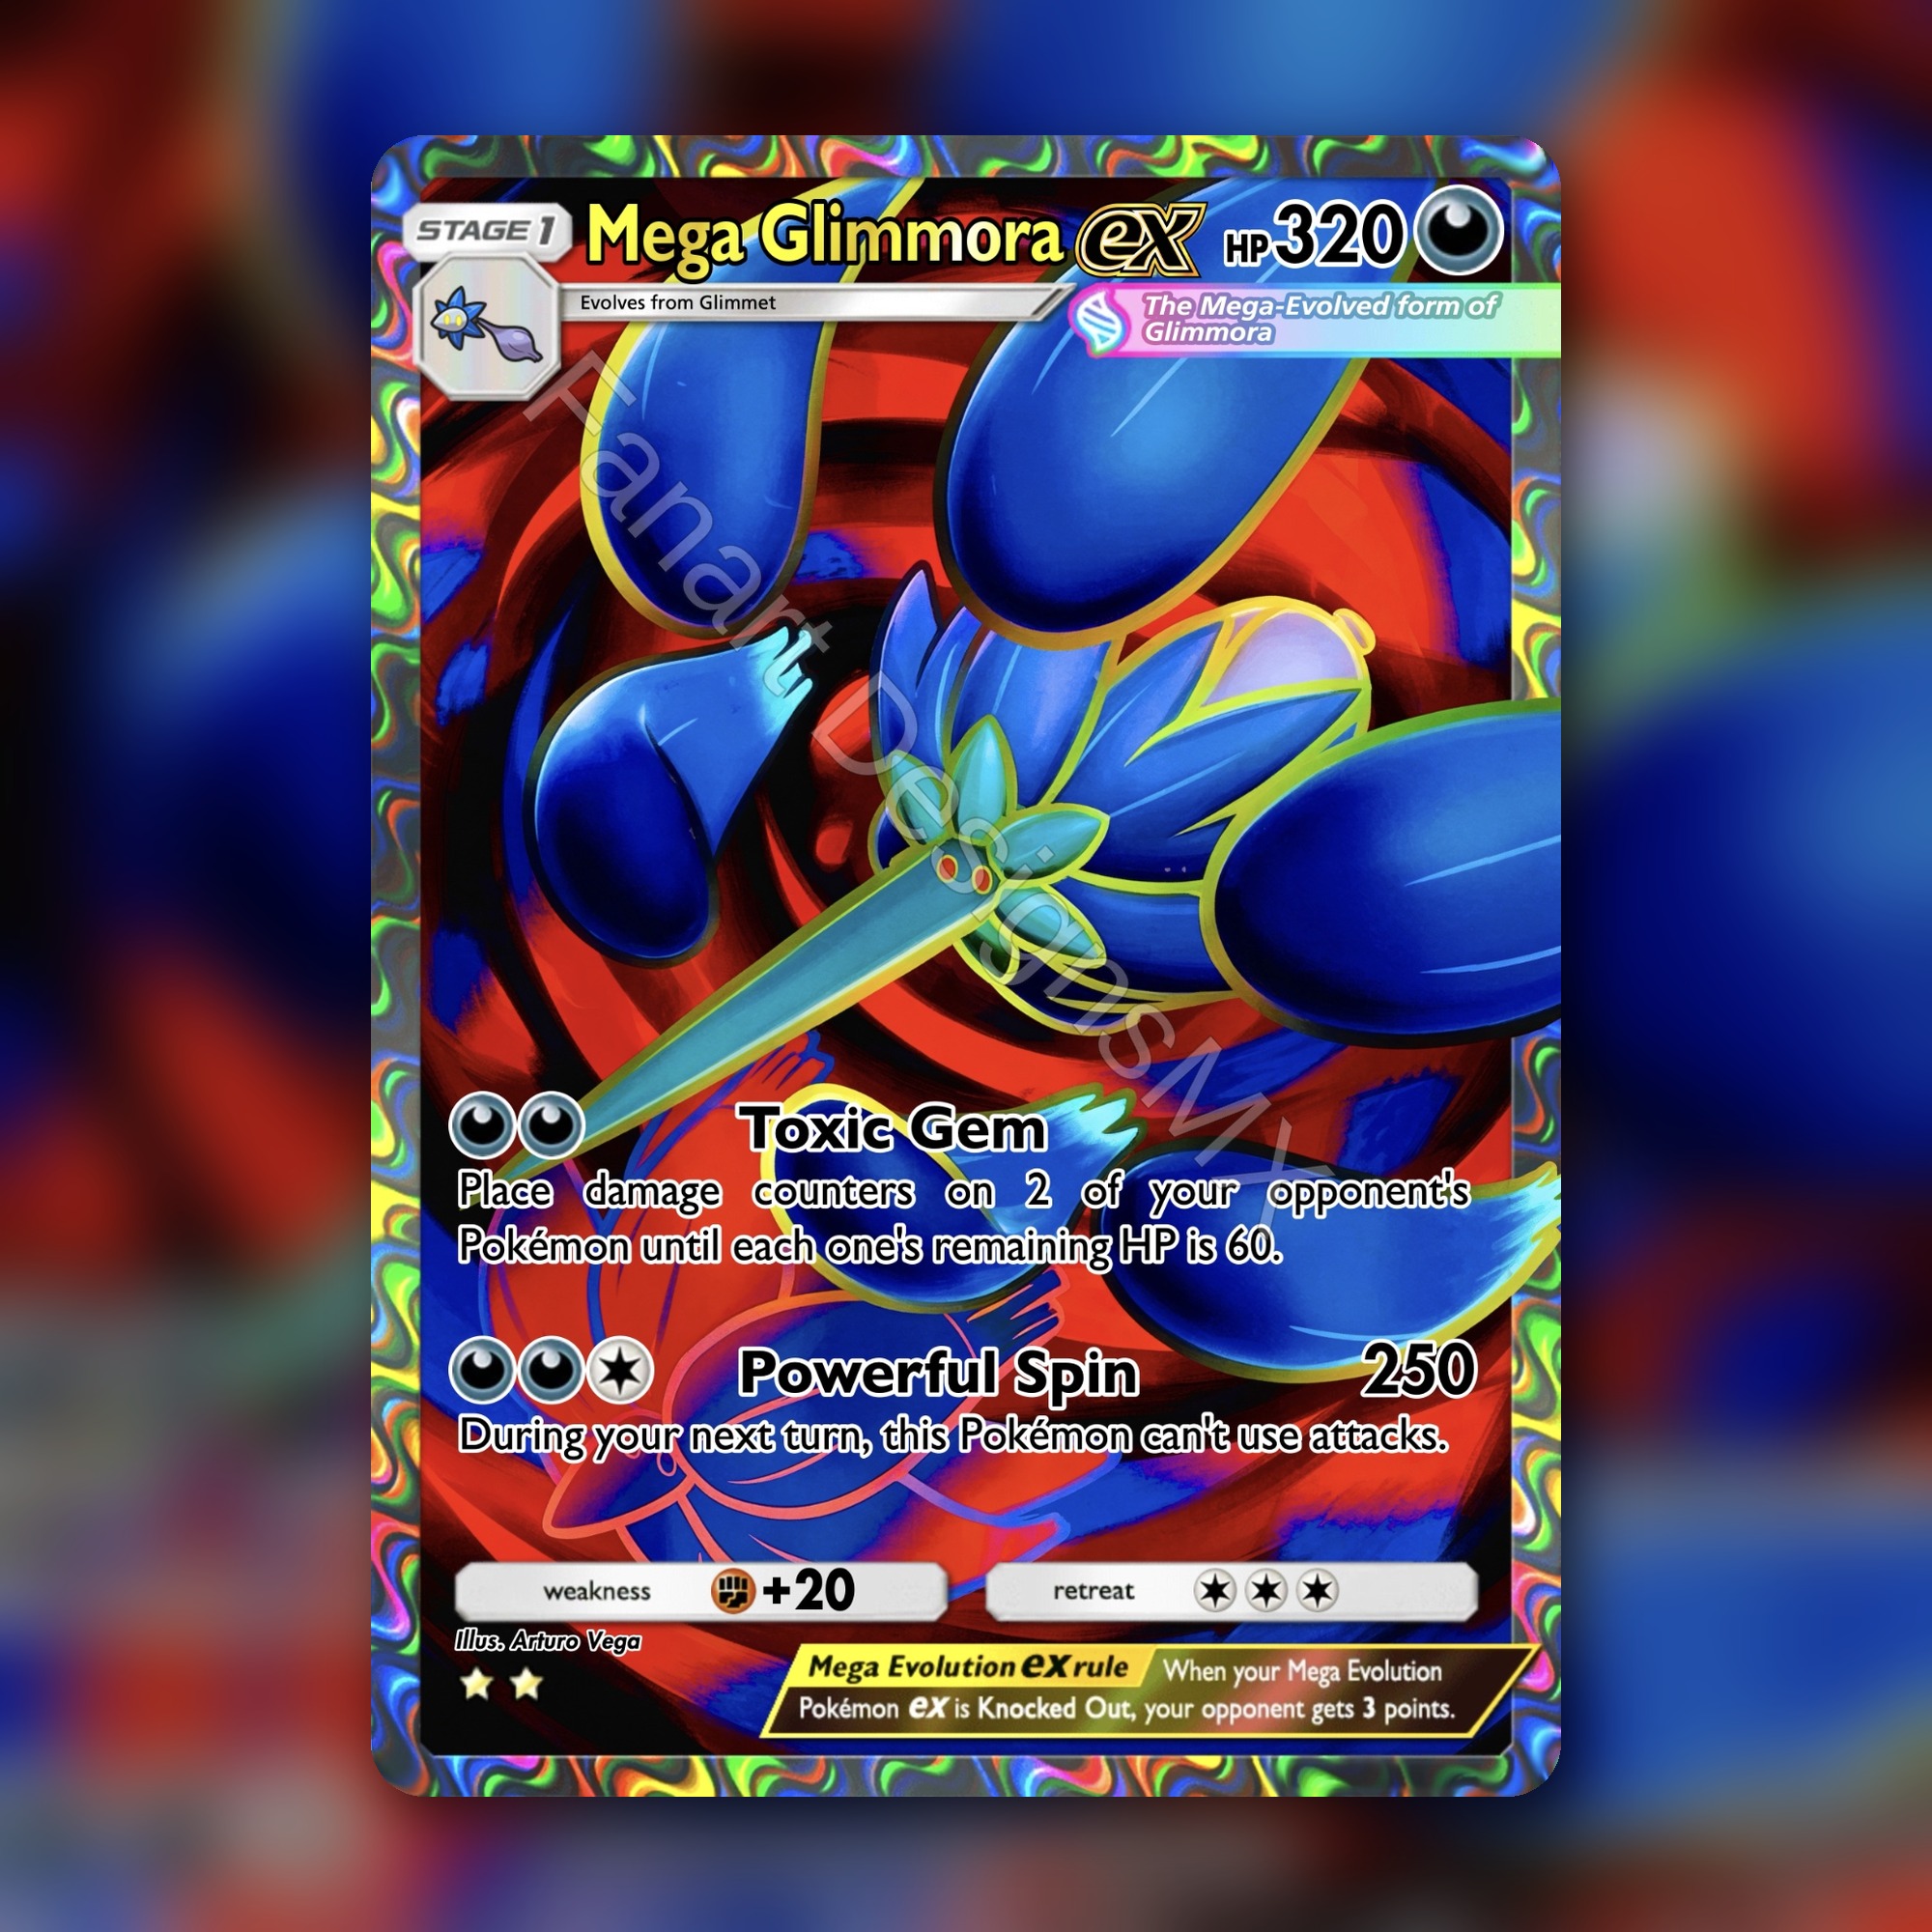 STAGE 1 Mega Glimmora ex HP 320
Evolves from Glimmet
The Mega-Evolved form of
Glimmora
Fanart DesignsMX
Toxic Gem
Place damage counters on 2 of your opponent's
Pokémon until each one's remaining HP is 60.
Powerful Spin 250
During your next turn, this Pokémon can't use attacks.
weakness +20 retreat
Illus. Arturo Vega
Mega Evolution ex rule When your Mega Evolution
Pokémon ex is Knocked Out, your opponent gets 3 points.